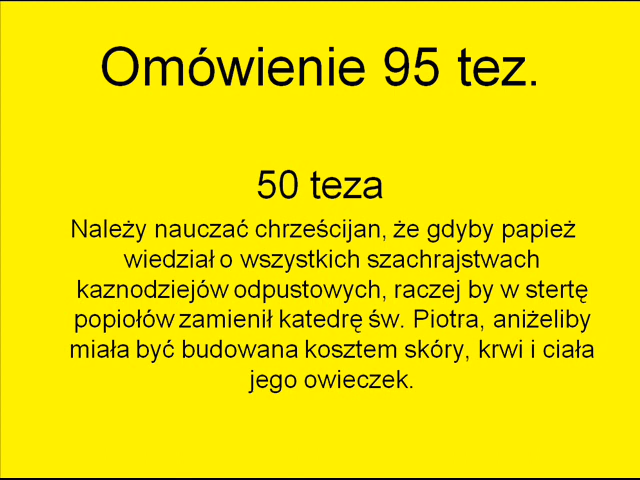 Omówienie 95 tez.
50 teza
Należy nauczać chrześcijan, że gdyby papież
wiedział o wszystkich szachrajstwach
kaznodziejów odpustowych, raczej by w stertę
popiołów zamienił katedrę św. Piotra, aniżeliby
miała być budowana kosztem skóry, krwi i ciała
jego owieczek.